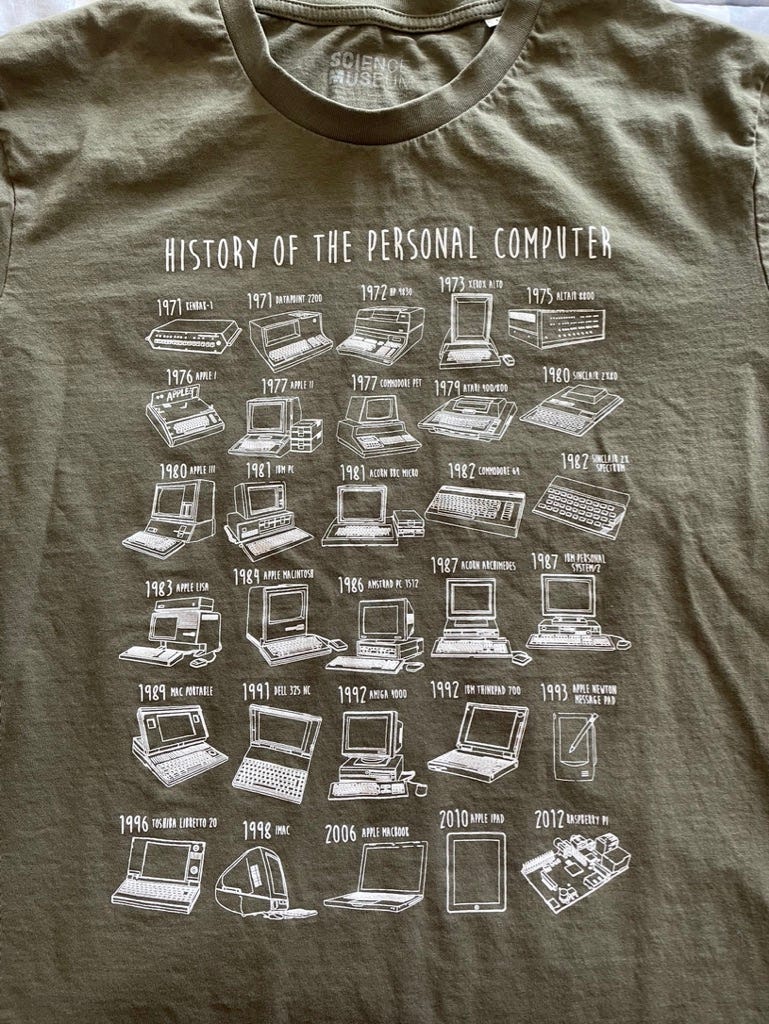 SCIENCE
MUSEUM
HISTORY OF THE PERSONAL COMPUTER
1971 KENBAK-1
1971 DATAPOINT 2200
1972 HP 9830
1973 XEROX ALTO
1975 ALTAIR 8800
1976 APPLE I
APPLE I
1977 APPLE II
1977 COMMODORE PET
1979 ATARI 400/800
1980 SINCLAIR ZX80
1980 APPLE III
1981 IBM PC
1981 ACORN BBC MICRO
1982 COMMODORE 64
1982 SINCLAIR ZX
SPECTRUM
1983 APPLE LISA
1984 APPLE MACINTOSH
1986 AMSTRAD PC 1512
1987 ACORN ARCHIMEDES
1987 IBM PERSONAL
SYSTEM/2
1989 MAC PORTABLE
1991 DELL 325 NC
1992 AMIGA 4000
1992 IBM THINKPAD 700
1993 APPLE NEWTON
MESSAGE PAD
1996 TOSHIBA LIBRETTO 20
1998 IMAC
2006 APPLE MACBOOK
2010 APPLE IPAD
2012 RASPBERRY PI